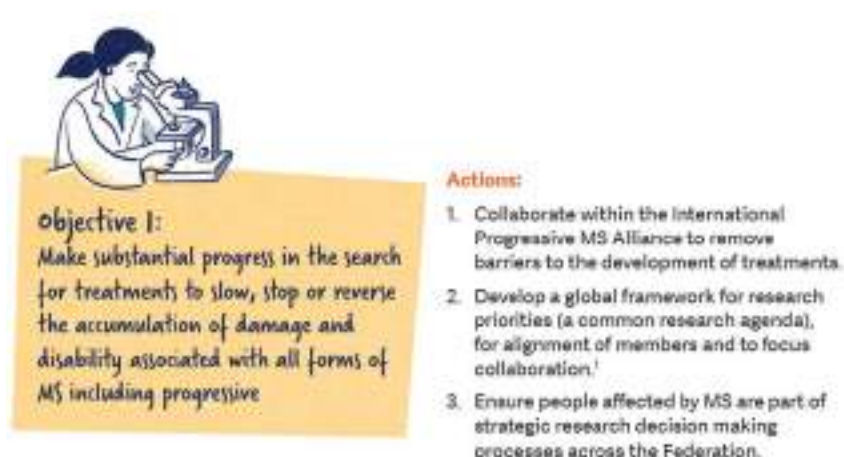 Objective 1:
Make substantial progress in the search
for treatments to slow, stop or reverse
the accumulation of damage and
disability associated with all forms of
MS including progressive
Actions:
1. Collaborate within the International
Progressive MS Alliance to remove
barriers to the development of treatments.
2. Develop a global framework for research
priorities (a common research agenda),
for alignment of members and to focus
collaboration.¹
3. Ensure people affected by MS are part of
strategic research decision making
processes across the Federation.